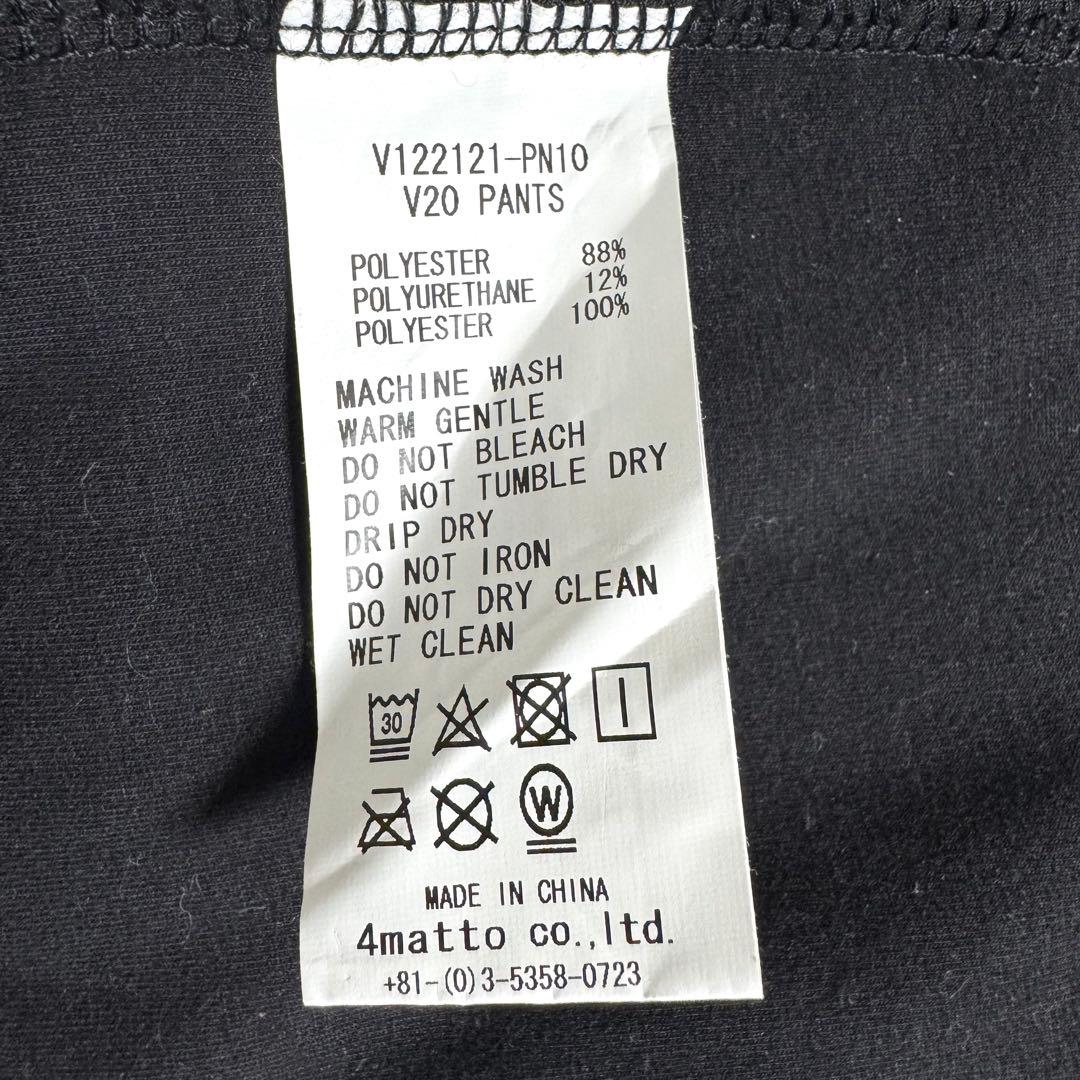 V122121-PN10
V20 PANTS
POLYESTER 88%
POLYURETHANE 12%
POLYESTER 100%
MACHINE WASH
WARM GENTLE
DO NOT BLEACH
DO NOT TUMBLE DRY
DRIP DRY
DO NOT IRON
DO NOT DRY CLEAN
WET CLEAN
30
W
MADE IN CHINA
4matto co.,ltd.
+81-(0)3-5358-0723